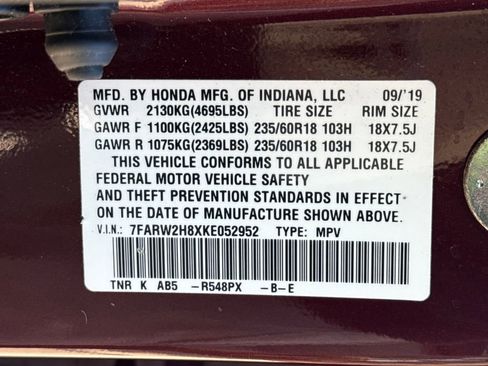 MFD. BY HONDA MFG. OF INDIANA, LLC 09/'19
GVWR 2130KG(4695LBS) TIRE SIZE RIM SIZE
GAWR F 1100KG(2425LBS) 235/60R18 103H 18X7.5J
GAWR R 1075KG(2369LBS) 235/60R18 103H 18X7.5J
THIS VEHICLE CONFORMS TO ALL APPLICABLE
FEDERAL MOTOR VEHICLE SAFETY
AND THEFT PREVENTION STANDARDS IN EFFECT
ON THE DATE OF MANUFACTURE SHOWN ABOVE.
V.I.N.: 7FARW2H8XKE052952 TYPE: MPV
TNR K AB5 –R548PX –B–E